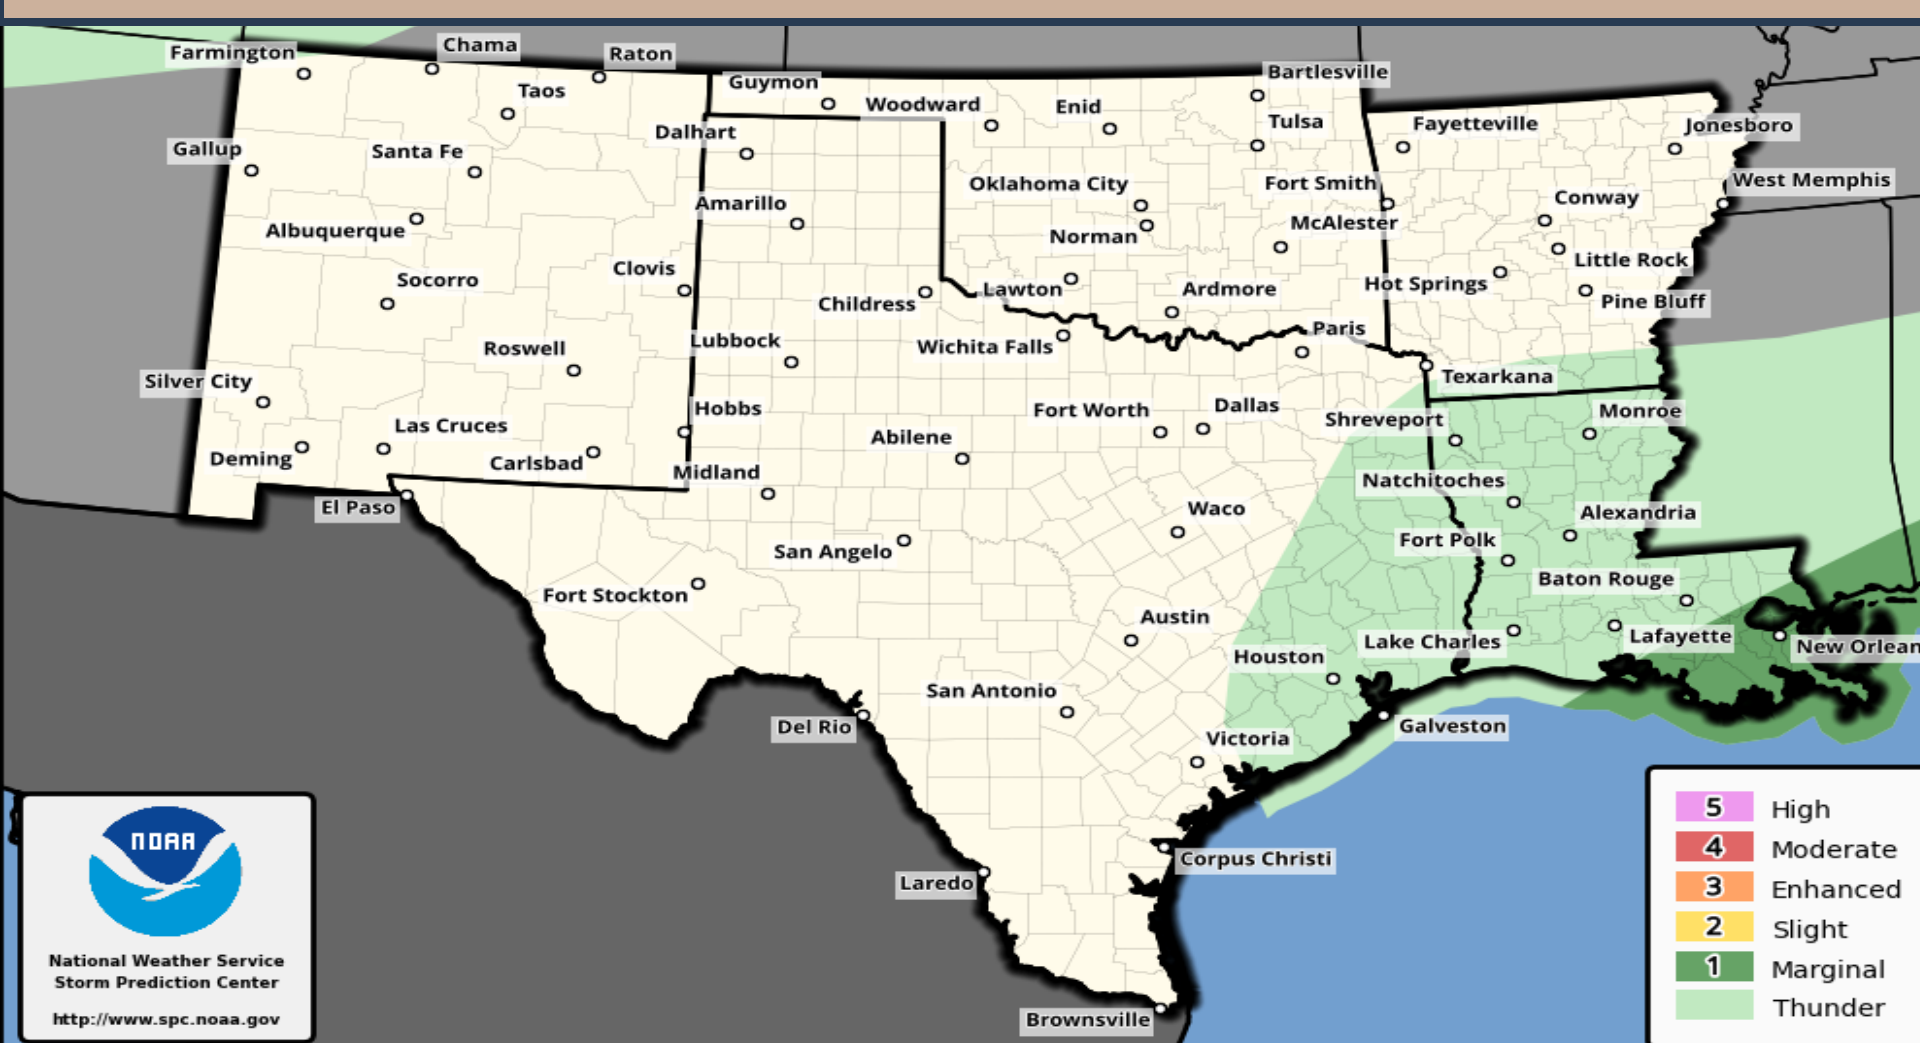 Farmington
Chama
Raton
Taos
Guymon
Woodward
Enid
Bartlesville
Tulsa
Fayetteville
Jonesboro
Gallup
Santa Fe
Dalhart
Oklahoma City
Fort Smith
West Memphis
Conway
Amarillo
Albuquerque
Norman
McAlester
Little Rock
Socorro
Clovis
Childress
Lawton
Ardmore
Hot Springs
Pine Bluff
Roswell
Lubbock
Wichita Falls
Paris
Silver City
Texarkana
Las Cruces
Hobbs
Fort Worth
Dallas
Shreveport
Monroe
Deming
Carlsbad
Midland
Abilene
Natchitoches
El Paso
Waco
Alexandria
San Angelo
Fort Polk
Fort Stockton
Baton Rouge
Austin
Lake Charles
Lafayette
New Orlean
Houston
San Antonio
Del Rio
Victoria
Galveston
Corpus Christi
Laredo
Brownsville
NOAA
National Weather Service
Storm Prediction Center
http://www.spc.noaa.gov
5 High
4 Moderate
3 Enhanced
2 Slight
1 Marginal
Thunder